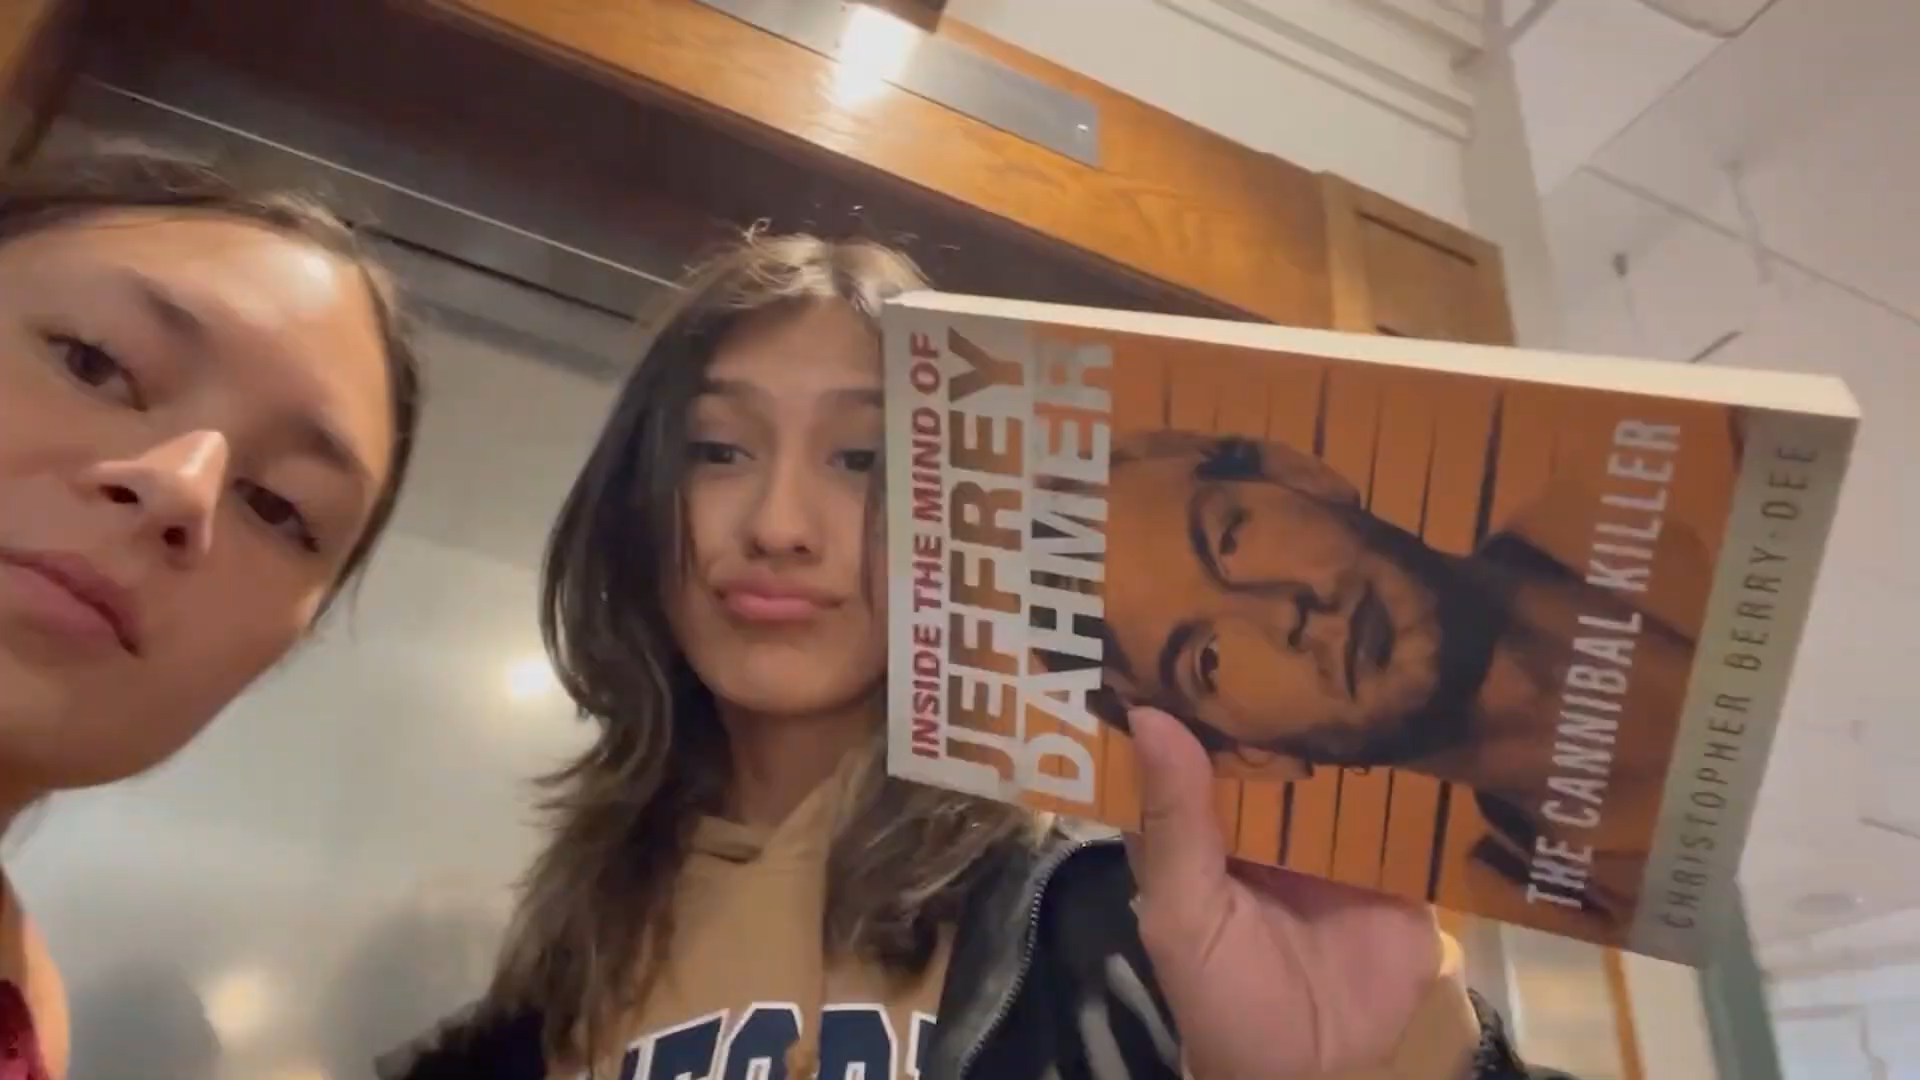 INSIDE THE MIND OF
JEFFREY
DAHMER
THE CANNIBAL KILLER
CHRISTOPHER BERRY-DEE